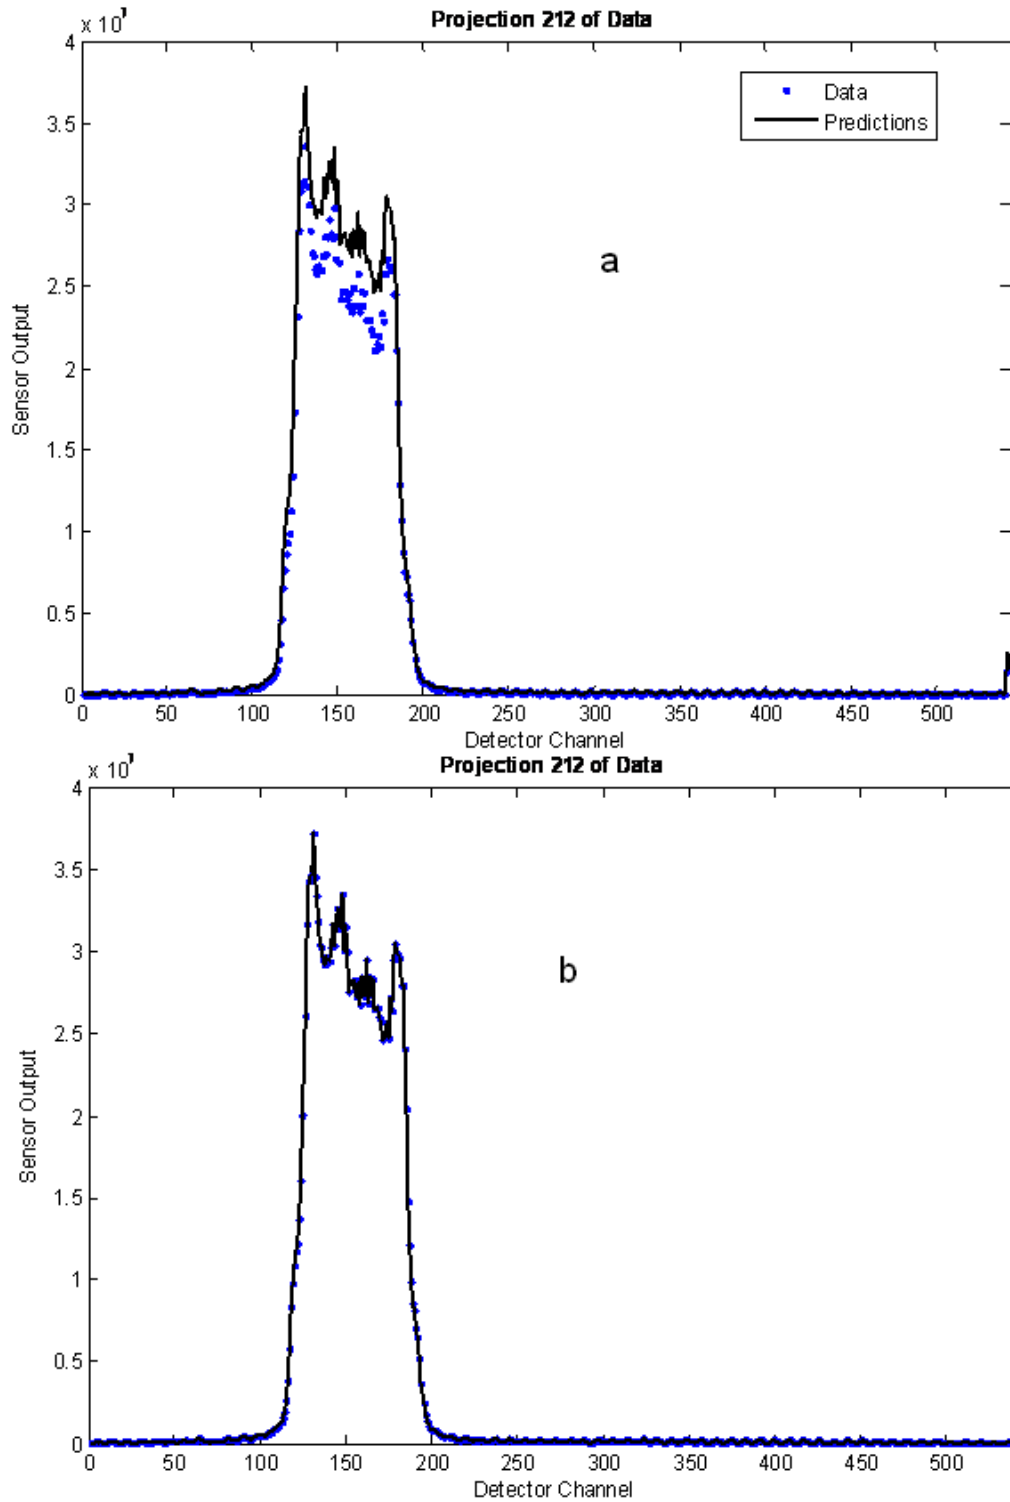 Projection 212 of Data
x 10⁷
4
3.5
3
2.5
2
1.5
1
0.5
0
Sensor Output
Data
Predictions
a
0 50 100 150 200 250 300 350 400 450 500
Detector Channel
Projection 212 of Data
x 10⁷
4
3.5
3
2.5
2
1.5
1
0.5
0
Sensor Output
b
0 50 100 150 200 250 300 350 400 450 500
Detector Channel